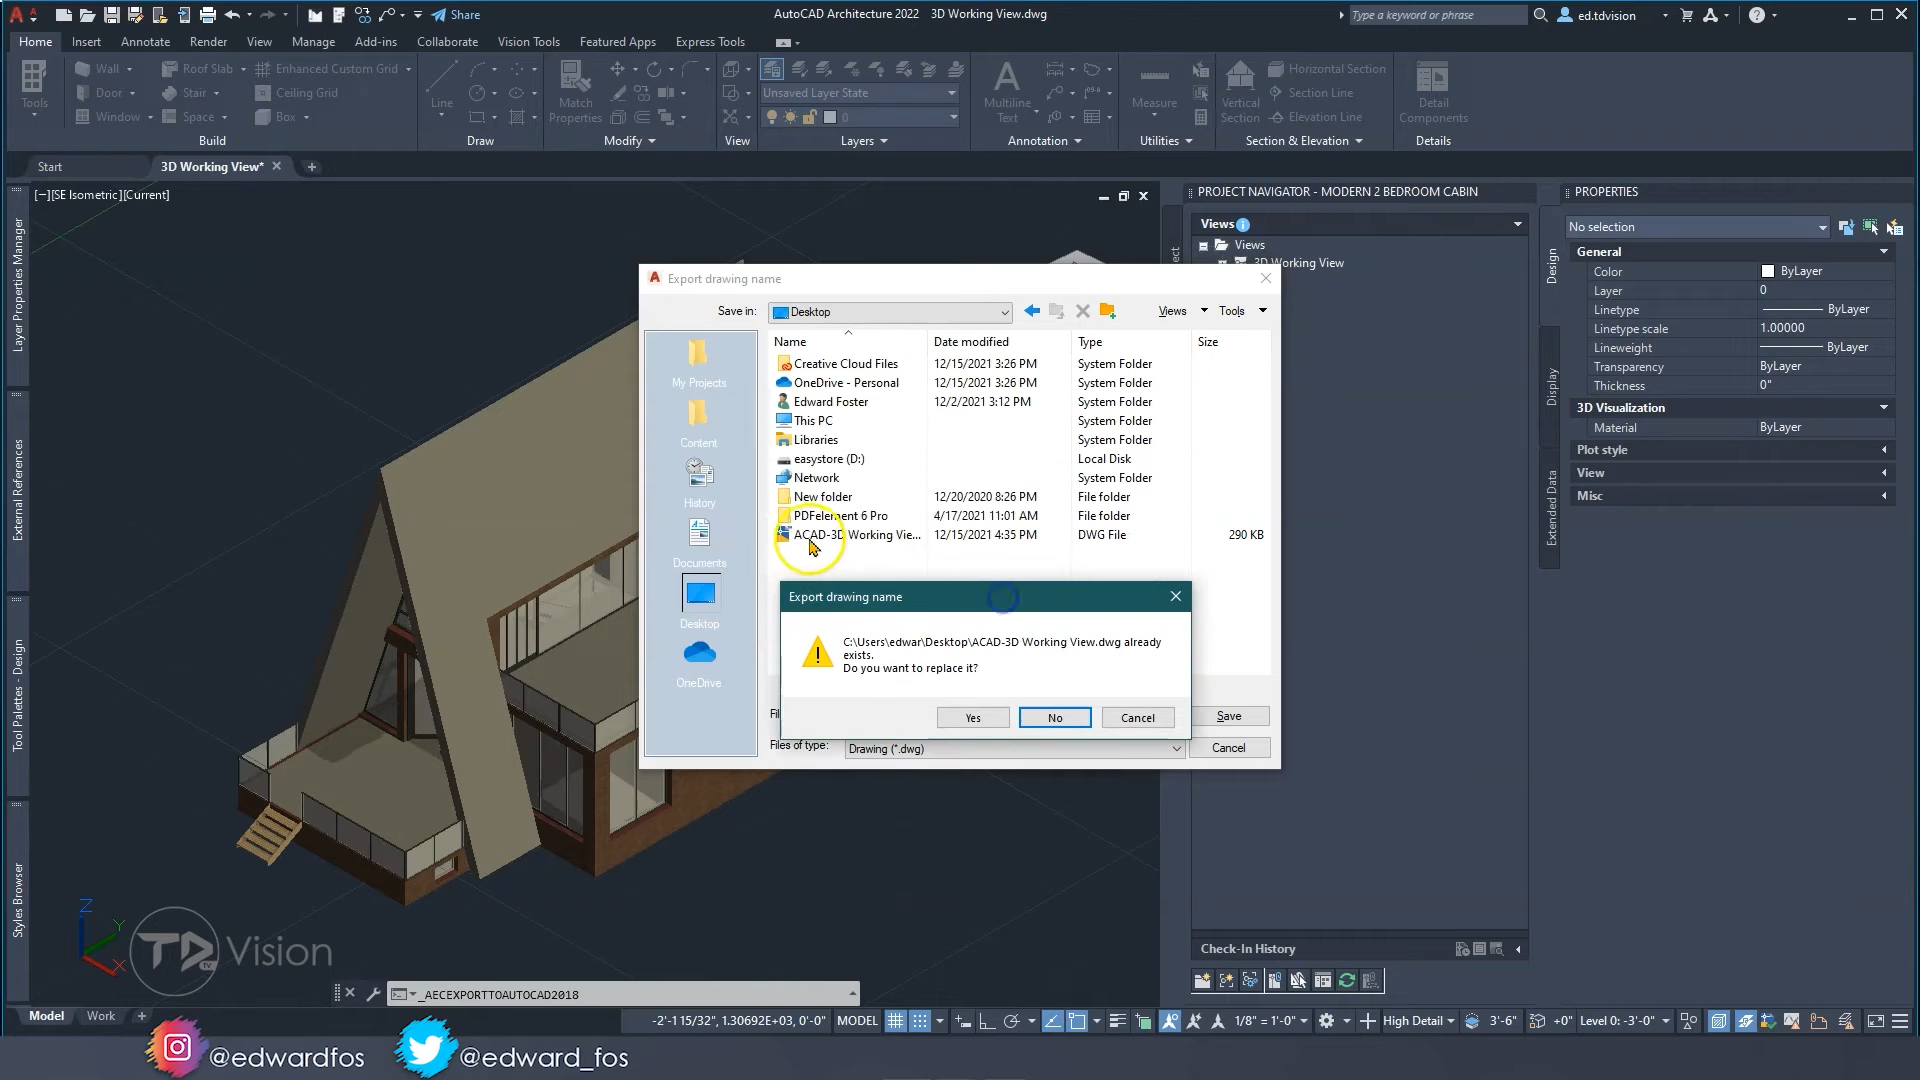 Share
AutoCAD Architecture 2022 3D Working View.dwg
Type a keyword or phrase
ed.tdvision
Home Insert Annotate Render View Manage Add-ins Collaborate Vision Tools Featured Apps Express Tools
Tools
Wall
Door
Window
Roof Slab
Stair
Space
Enhanced Custom Grid
Ceiling Grid
Box
Build
Line
Draw
Match
Properties
Modify
View
Unsaved Layer State
0
Layers
Multiline
Text
Annotation
Measure
Utilities
Vertical
Section
Horizontal Section
Section Line
Elevation Line
Section & Elevation
Detail
Components
Details
Start
3D Working View*
[−][SE Isometric][Current]
Layer Properties Manager
External References
Tool Palettes - Design
Styles Browser
PROJECT NAVIGATOR - MODERN 2 BEDROOM CABIN
Views
Views
3D Working View
Check-In History
PROPERTIES
No selection
Design
Display
Extended Data
General
Color ByLayer
Layer 0
Linetype ByLayer
Linetype scale 1.00000
Lineweight ByLayer
Transparency ByLayer
Thickness 0"
3D Visualization
Material ByLayer
Plot style
View
Misc
Export drawing name
Save in: Desktop
Views Tools
My Projects
Content
History
Documents
Desktop
OneDrive
Name Date modified Type Size
Creative Cloud Files 12/15/2021 3:26 PM System Folder
OneDrive - Personal 12/15/2021 3:26 PM System Folder
Edward Foster 12/2/2021 3:12 PM System Folder
This PC System Folder
Libraries System Folder
easystore (D:) Local Disk
Network System Folder
New folder 12/20/2020 8:26 PM File folder
PDFelement 6 Pro 4/17/2021 11:01 AM File folder
ACAD-3D Working Vie... 12/15/2021 4:35 PM DWG File 290 KB
Export drawing name
C:\Users\edwar\Desktop\ACAD-3D Working View.dwg already
exists.
Do you want to replace it?
Yes No Cancel
Save
Files of type: Drawing (*.dwg)
Cancel
Z
Y
X
TD Vision
_AECEXPORTTOAUTOCAD2018
Model Work
MODEL
1/8" = 1'-0"
High Detail
3'-6"
+0"
Level 0: -3'-0"
@edwardfos
@edward_fos